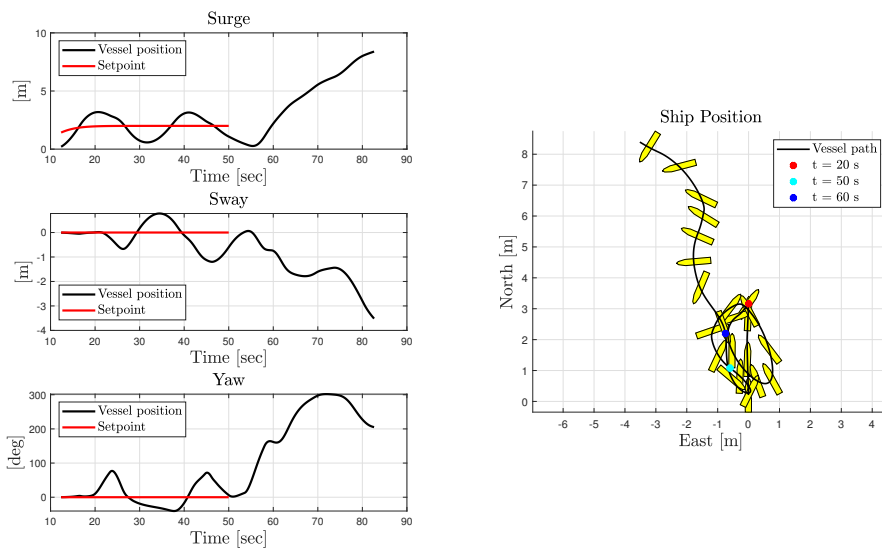 Surge
10
5
0
[m]
Vessel position
Setpoint
10 20 30 40 50 60 70 80 90
Time [sec]
Sway
0
-1
-2
-3
-4
[m]
Vessel position
Setpoint
10 20 30 40 50 60 70 80 90
Time [sec]
Yaw
300
200
100
0
[deg]
Vessel position
Setpoint
10 20 30 40 50 60 70 80 90
Time [sec]
Ship Position
8
7
6
5
4
3
2
1
0
North [m]
Vessel path
t = 20 s
t = 50 s
t = 60 s
-6 -5 -4 -3 -2 -1 0 1 2 3 4
East [m]